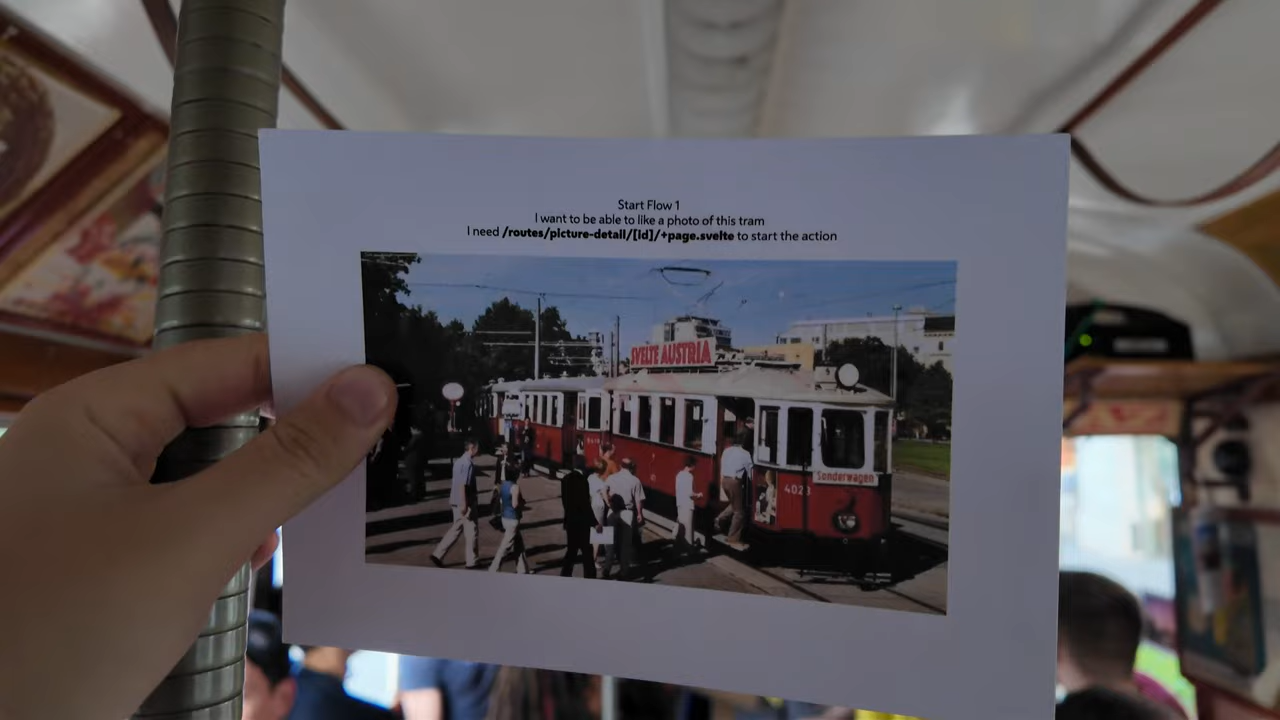 Start Flow 1
I want to be able to like a photo of this tram
I need /routes/picture-detail/[id]/+page.svelte to start the action
SVELTE AUSTRIA
Sonderwagen
4023